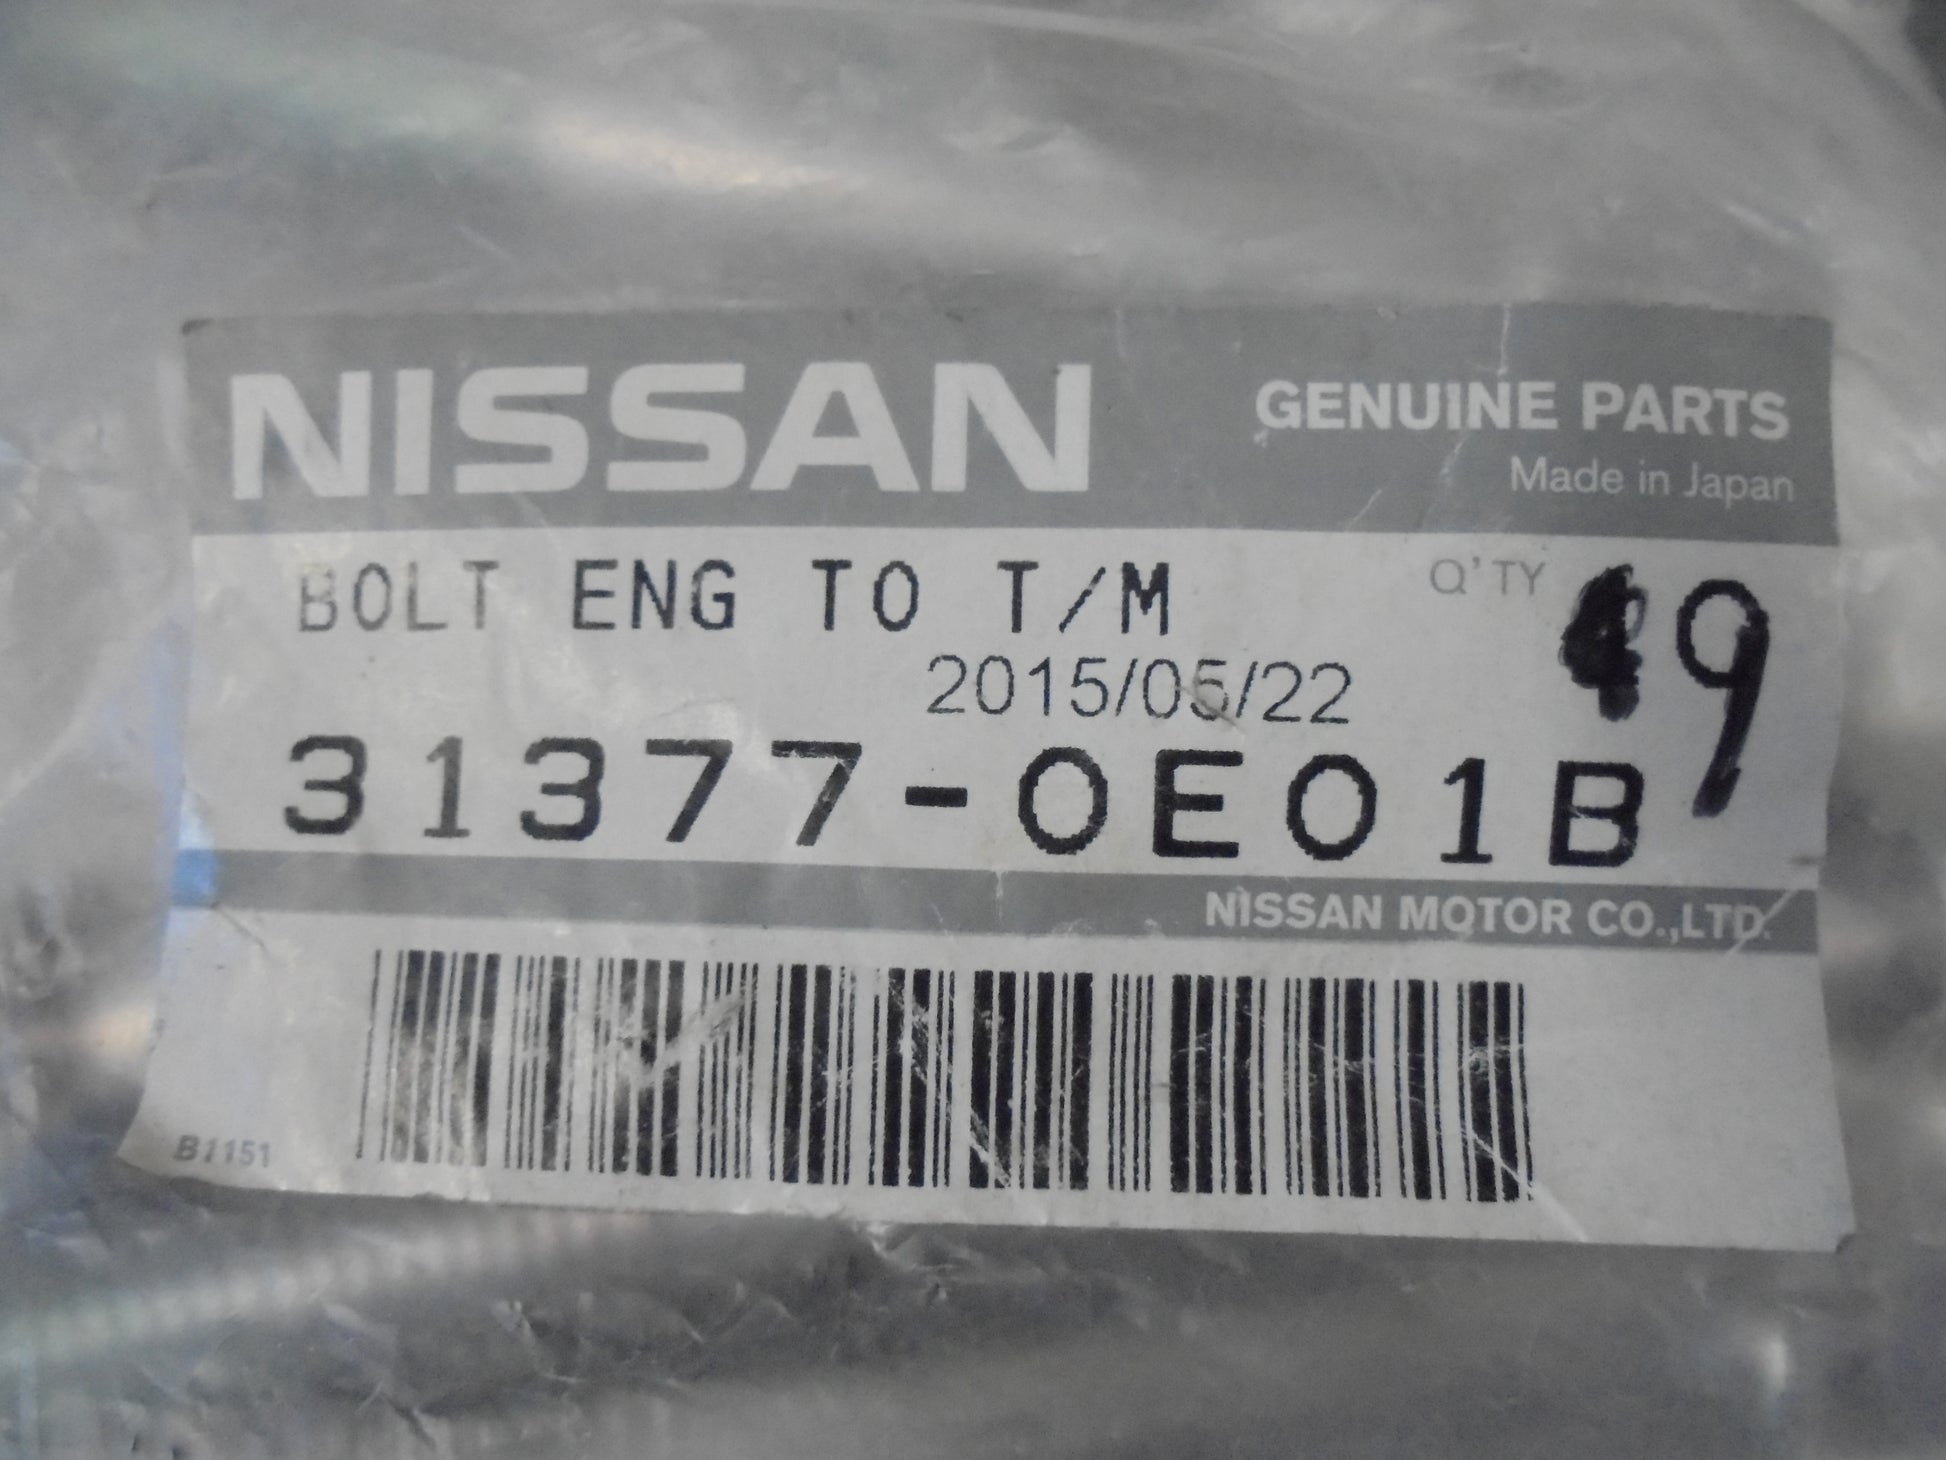 NISSAN
GENUINE PARTS
Made in Japan
BOLT ENG TO T/M
Q'TY 9
2015/05/22
31377-0E01B
NISSAN MOTOR CO.,LTD.
B1151